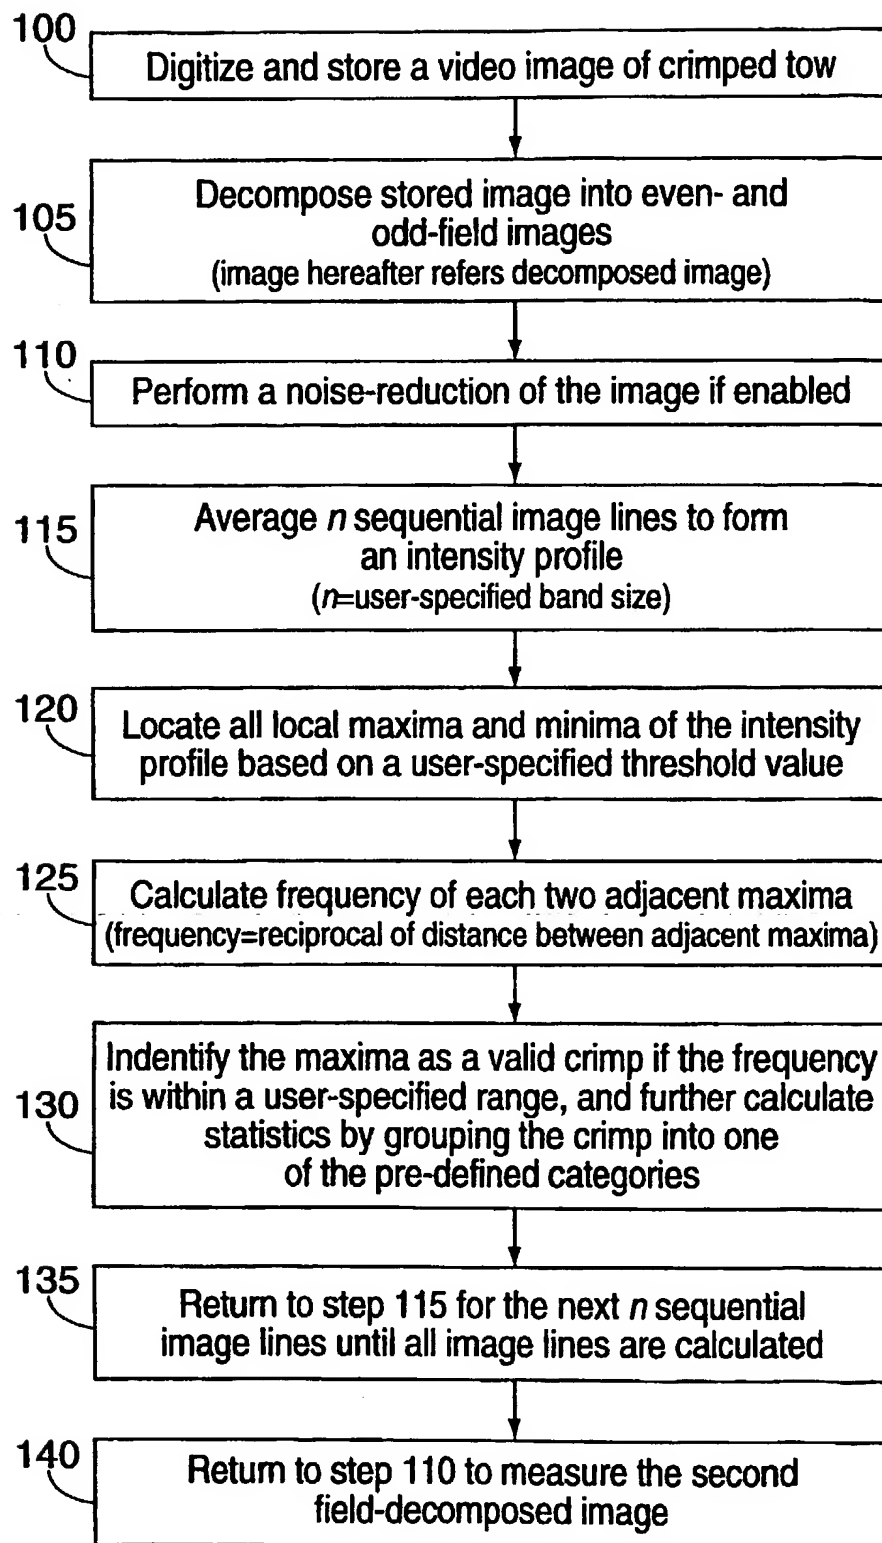 100
Digitize and store a video image of crimped tow
105
Decompose stored image into even- and
odd-field images
(image hereafter refers decomposed image)
110
Perform a noise-reduction of the image if enabled
115
Average n sequential image lines to form
an intensity profile
(n=user-specified band size)
120
Locate all local maxima and minima of the intensity
profile based on a user-specified threshold value
125
Calculate frequency of each two adjacent maxima
(frequency=reciprocal of distance between adjacent maxima)
130
Indentify the maxima as a valid crimp if the frequency
is within a user-specified range, and further calculate
statistics by grouping the crimp into one
of the pre-defined categories
135
Return to step 115 for the next n sequential
image lines until all image lines are calculated
140
Return to step 110 to measure the second
field-decomposed image